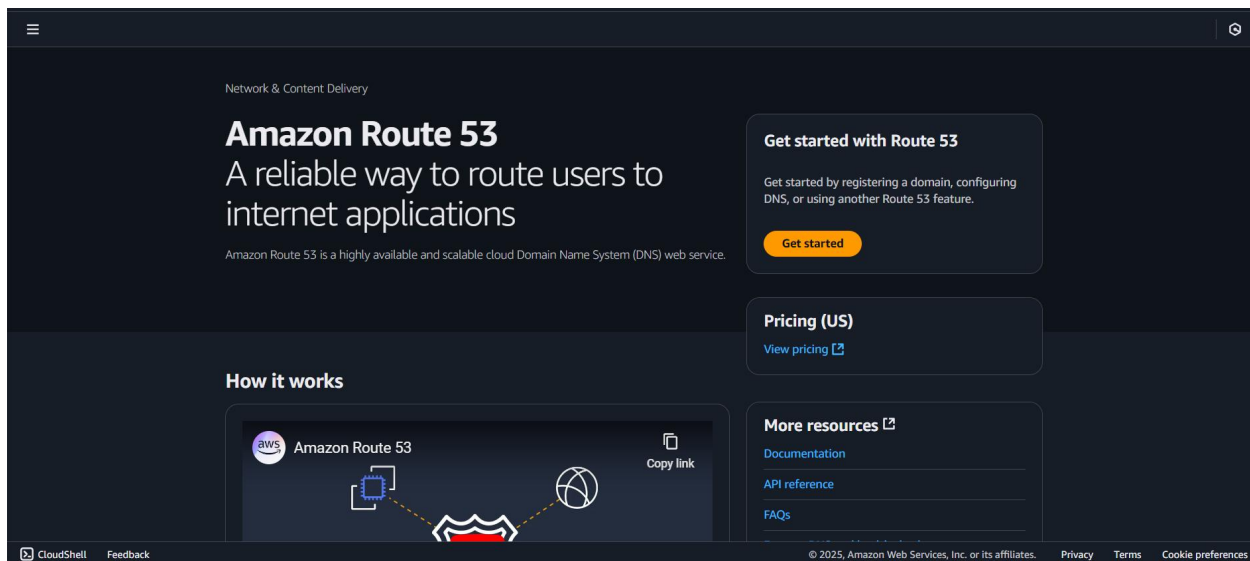 Network & Content Delivery
Amazon Route 53
A reliable way to route users to
internet applications
Amazon Route 53 is a highly available and scalable cloud Domain Name System (DNS) web service.
Get started with Route 53
Get started by registering a domain, configuring
DNS, or using another Route 53 feature.
Get started
Pricing (US)
View pricing
How it works
aws
Amazon Route 53
Copy link
More resources
Documentation
API reference
FAQs
CloudShell Feedback
© 2025, Amazon Web Services, Inc. or its affiliates. Privacy Terms Cookie preferences